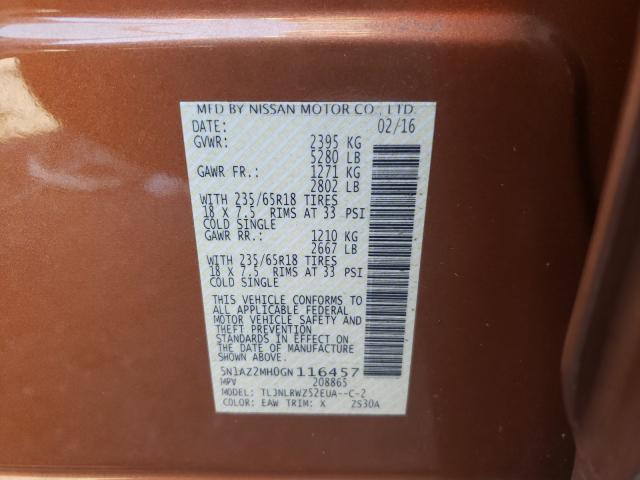 MFD BY NISSAN MOTOR CO., LTD.
DATE: 02/16
GVWR: 2395 KG
5280 LB
GAWR FR.: 1271 KG
2802 LB
WITH 235/65R18 TIRES
18 X 7.5 RIMS AT 33 PSI
COLD SINGLE
GAWR RR.: 1210 KG
2667 LB
WITH 235/65R18 TIRES
18 X 7.5 RIMS AT 33 PSI
COLD SINGLE
THIS VEHICLE CONFORMS TO
ALL APPLICABLE FEDERAL
MOTOR VEHICLE SAFETY AND
THEFT PREVENTION
STANDARDS IN EFFECT ON
THE DATE OF MANUFACTURE
SHOWN ABOVE.
5N1AZ2MH0GN116457
MPV 208865
MODEL: TLJNLRWZ52EUA--C-2
COLOR: EAW TRIM: X ZS30A